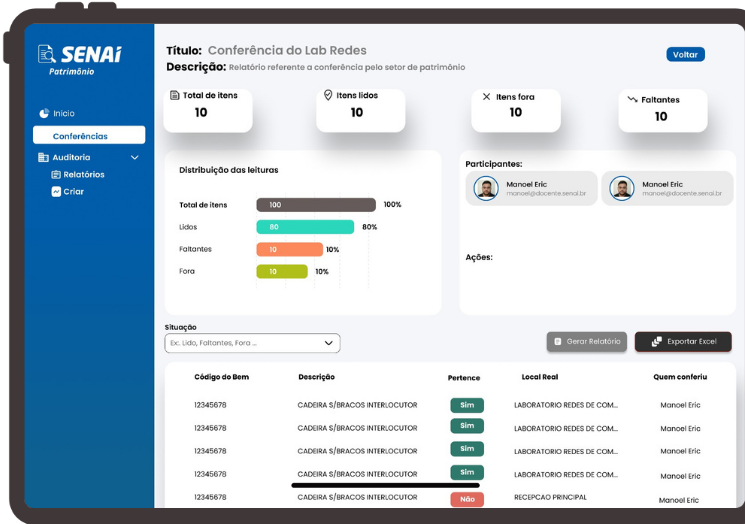 SENAI
Patrimônio
Inicio
Conferências
Auditoria
Relatórios
Criar
Título: Conferência do Lab Redes
Descrição: Relatório referente a conferência pelo setor de patrimônio
Voltar
Total de itens
10
Itens lidos
10
Itens fora
10
Faltantes
10
Distribuição das leituras
Total de itens 100 100%
Lidos 80 80%
Faltantes 10 10%
Fora 10 10%
Participantes:
Manoel Eric
manoel@docente.senai.br
Manoel Eric
manoel@docente.senai.br
Ações:
Situação
Ex: Lido, Faltantes, Fora ...
Gerar Relatório
Exportar Excel
Código do Bem Descrição Pertence Local Real Quem conferiu
12345678 CADEIRA S/BRACOS INTERLOCUTOR Sim LABORATORIO REDES DE COM... Manoel Eric
12345678 CADEIRA S/BRACOS INTERLOCUTOR Sim LABORATORIO REDES DE COM... Manoel Eric
12345678 CADEIRA S/BRACOS INTERLOCUTOR Sim LABORATORIO REDES DE COM... Manoel Eric
12345678 CADEIRA S/BRACOS INTERLOCUTOR Sim LABORATORIO REDES DE COM... Manoel Eric
12345678 CADEIRA S/BRACOS INTERLOCUTOR Não RECEPCAO PRINCIPAL Manoel Eric